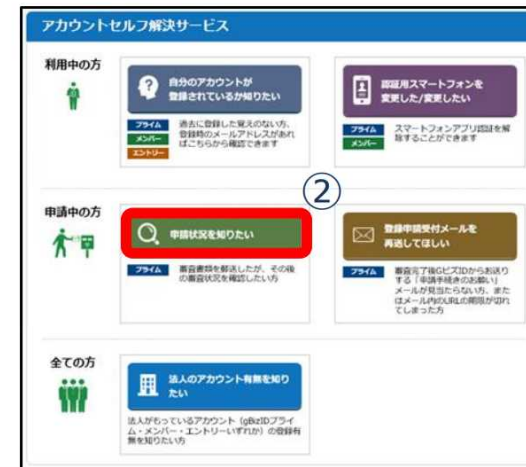 アカウントセルフ解決サービス
利用中の方
自分のアカウントが
登録されているか知りたい
プライム
メンバー
エントリー
過去に登録した覚えのない方、
登録時のメールアドレスがあれ
ばこちらから確認できます
認証用スマートフォンを
変更した/変更したい
プライム
メンバー
スマートフォンアプリ認証を解
除することができます
②
申請中の方
申請状況を知りたい
プライム
審査書類を郵送したが、その後
の審査状況を確認したい方
登録申請受付メールを
再送してほしい
プライム
審査完了後GビズIDからお送り
する「申請手続きのお願い」
メールが見当たらない方、また
はメール内のURLの期限が切れ
てしまった方
全ての方
法人のアカウント有無を知り
たい
法人がもっているアカウント（gBizIDプライ
ム・メンバー・エントリーいずれか）の登録有
無を知りたい方